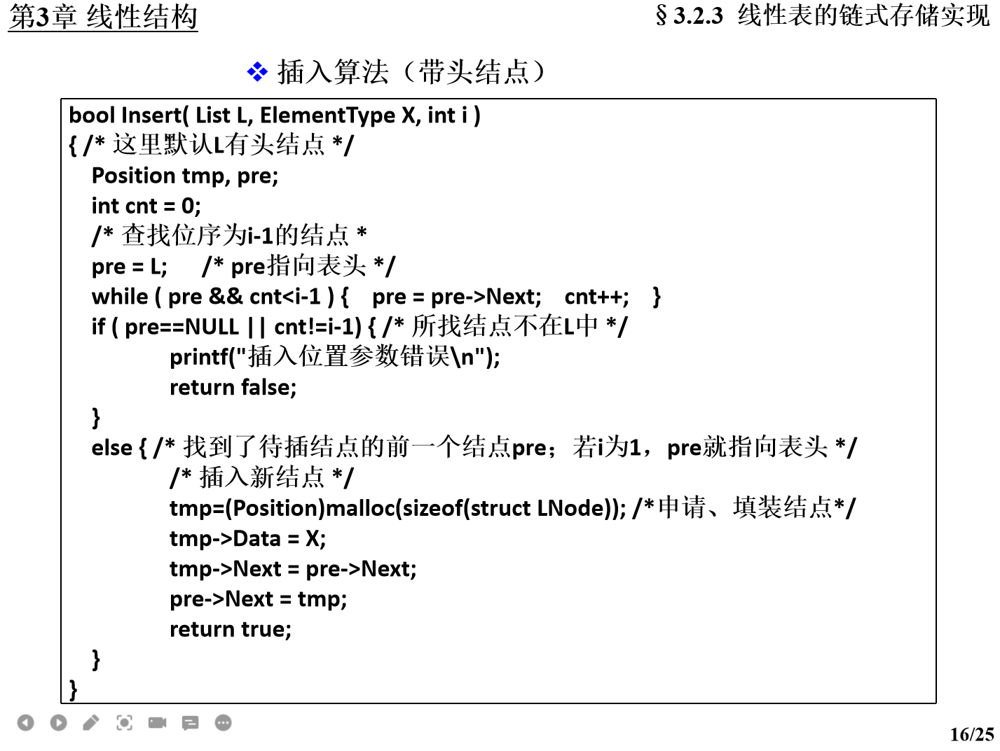 第3章 线性结构
§3.2.3 线性表的链式存储实现
❖ 插入算法（带头结点）
bool Insert( List L, ElementType X, int i )
{ /* 这里默认L有头结点 */
Position tmp, pre;
int cnt = 0;
/* 查找位序为i-1的结点 *
pre = L; /* pre指向表头 */
while ( pre && cnt<i-1 ) { pre = pre->Next; cnt++; }
if ( pre==NULL || cnt!=i-1) { /* 所找结点不在L中 */
printf("插入位置参数错误\n");
return false;
}
else { /* 找到了待插结点的前一个结点pre；若i为1，pre就指向表头 */
/* 插入新结点 */
tmp=(Position)malloc(sizeof(struct LNode)); /*申请、填装结点*/
tmp->Data = X;
tmp->Next = pre->Next;
pre->Next = tmp;
return true;
}
}
16/25